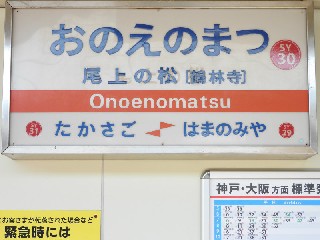 おのえのまつ
SY
30
尾上の松 [鶴林寺]
Onoenomatsu
SY
31
たかさご
はまのみや
SY
29
神戸・大阪方面 標準
緊急時には